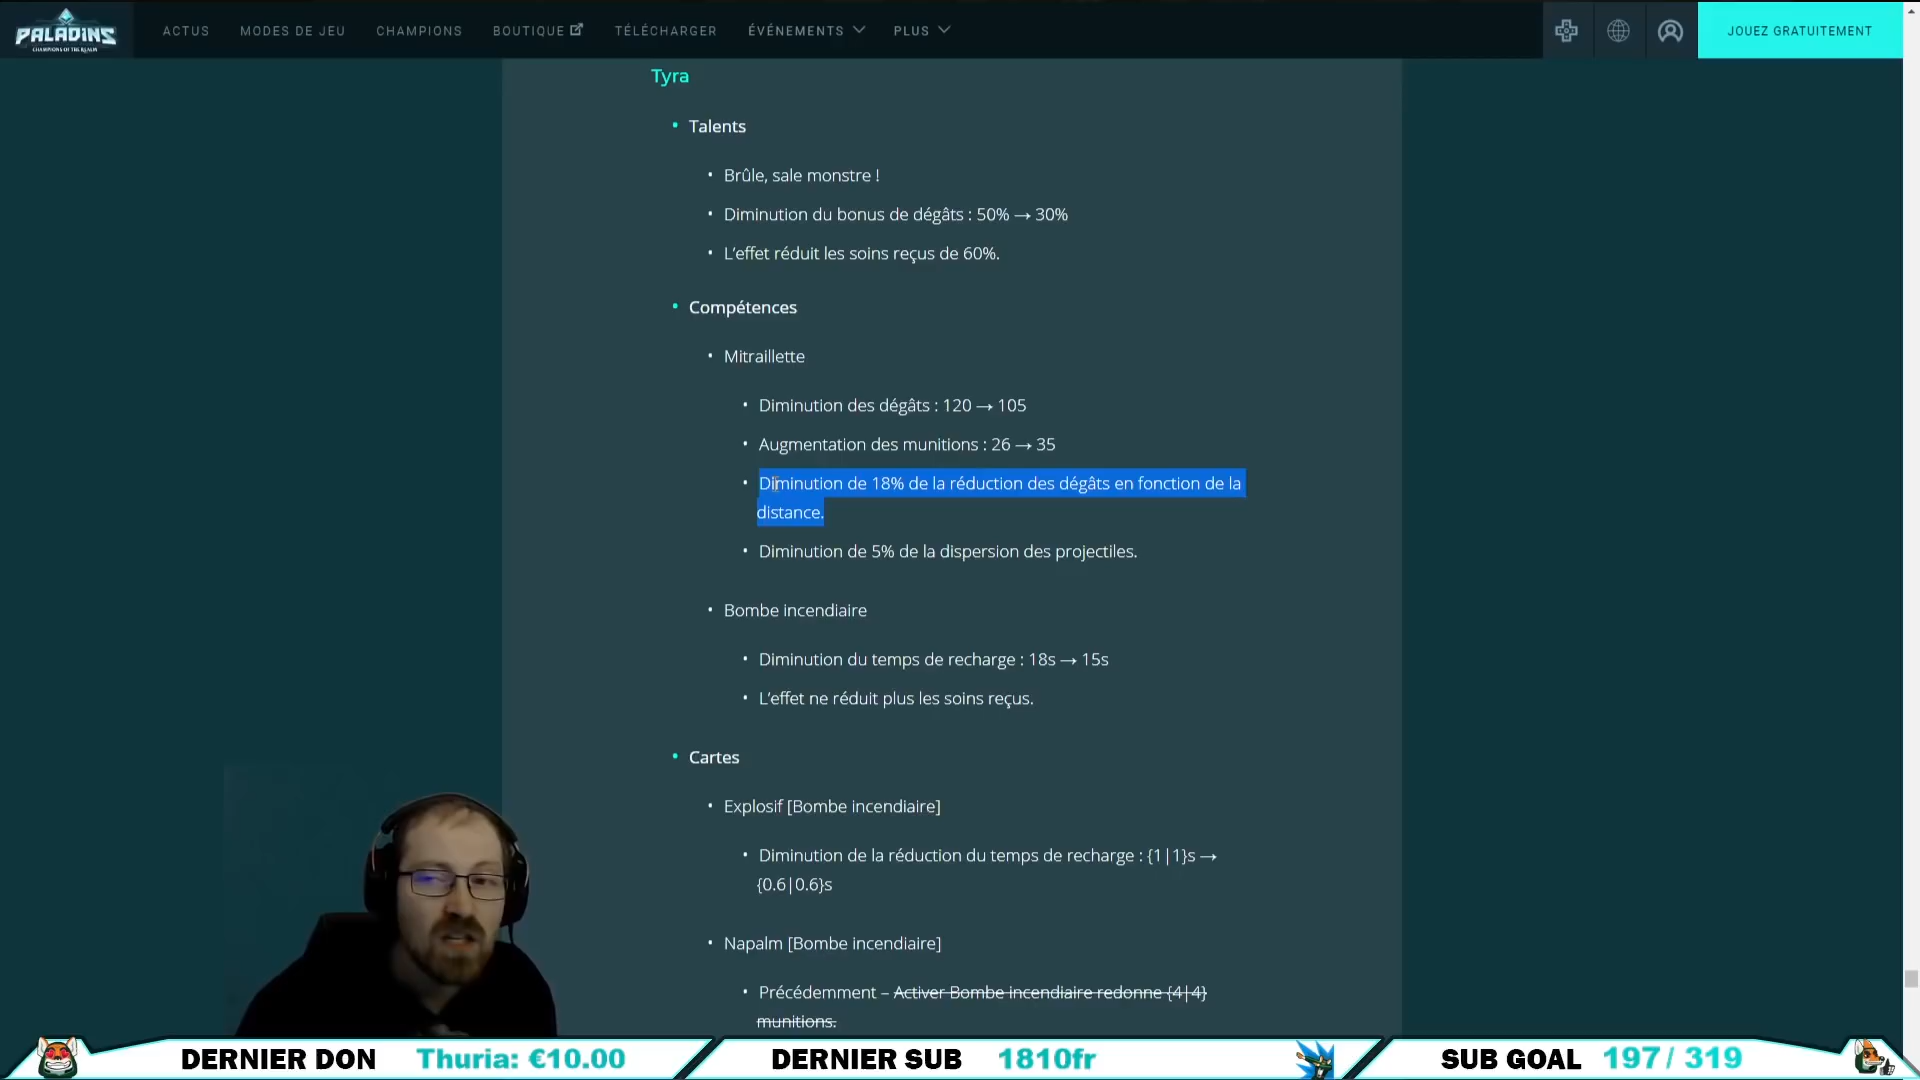 PALADINS
CHAMPIONS OF THE REALM
ACTUS
MODES DE JEU
CHAMPIONS
BOUTIQUE
TÉLÉCHARGER
ÉVÉNEMENTS
PLUS
JOUEZ GRATUITEMENT
Tyra
• Talents
• Brûle, sale monstre !
• Diminution du bonus de dégâts : 50% → 30%
• L'effet réduit les soins reçus de 60%.
• Compétences
• Mitraillette
• Diminution des dégâts : 120 → 105
• Augmentation des munitions : 26 → 35
• Diminution de 18% de la réduction des dégâts en fonction de la
distance.
• Diminution de 5% de la dispersion des projectiles.
• Bombe incendiaire
• Diminution du temps de recharge : 18s → 15s
• L'effet ne réduit plus les soins reçus.
• Cartes
• Explosif [Bombe incendiaire]
• Diminution de la réduction du temps de recharge : {1|1}s →
{0.6|0.6}s
• Napalm [Bombe incendiaire]
• Précédemment – Activer Bombe incendiaire redonne {4|4}
munitions.
DERNIER DON Thuria: €10.00
DERNIER SUB 1810fr
SUB GOAL 197 / 319